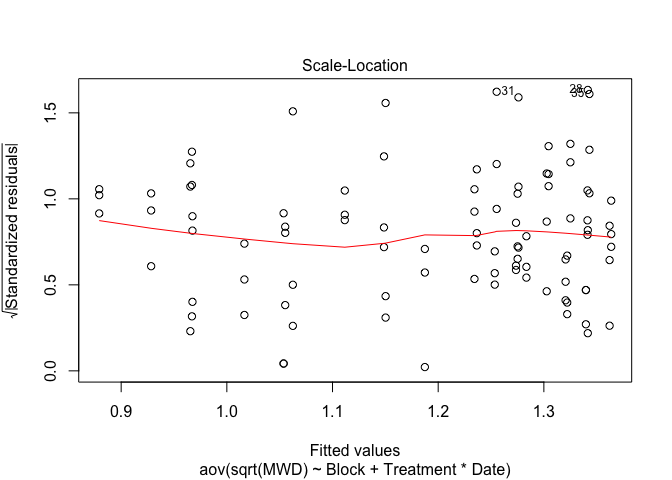 Scale-Location
√|Standardized residuals|
1.5
1.0
0.5
0.0
31
28
35
0.9 1.0 1.1 1.2 1.3
Fitted values
aov(sqrt(MWD) ~ Block + Treatment * Date)